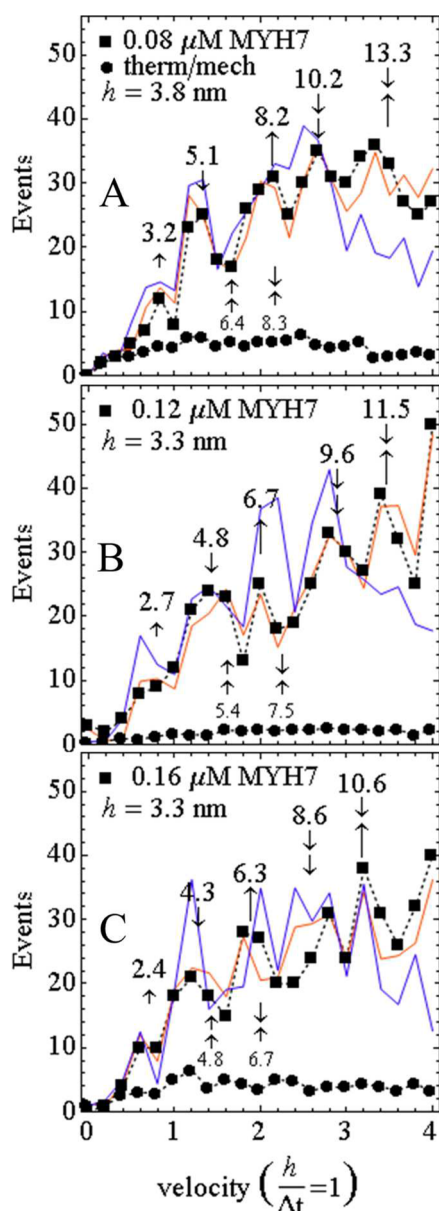 ■ 0.08 μM MYH7
● therm/mech
h = 3.8 nm
A
13.3
10.2
8.2
5.1
3.2
6.4 8.3
Events
50
40
30
20
10
0
■ 0.12 μM MYH7
h = 3.3 nm
B
11.5
9.6
6.7
4.8
2.7
5.4 7.5
Events
50
40
30
20
10
0
■ 0.16 μM MYH7
h = 3.3 nm
C
10.6
8.6
6.3
4.3
2.4
4.8 6.7
Events
50
40
30
20
10
0
0 1 2 3 4
velocity (h/Δt=1)